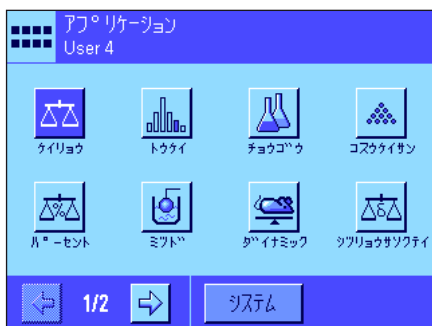 アプリケーション
User 4
ケイリョウ
トウケイ
チョウゴウ
コスウケイサン
パーセント
ミツド
ダイナミック
シツリョウサソクテイ
1/2
システム